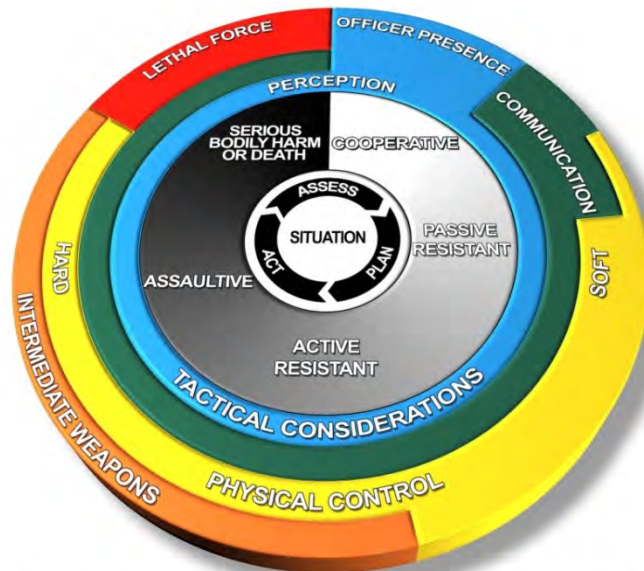 LETHAL FORCE
OFFICER PRESENCE
COMMUNICATION
PERCEPTION
SERIOUS
BODILY HARM
OR DEATH
COOPERATIVE
ASSESS
SITUATION
PLAN
ACT
PASSIVE
RESISTANT
ASSAULTIVE
ACTIVE
RESISTANT
HARD
SOFT
TACTICAL CONSIDERATIONS
INTERMEDIATE WEAPONS
PHYSICAL CONTROL